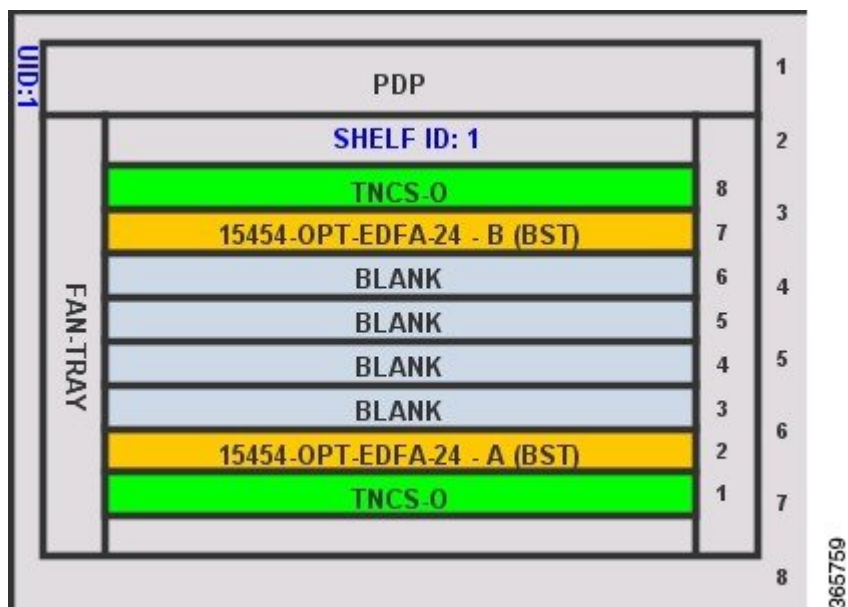 UID:1
PDP
1
SHELF ID: 1
2
TNCS-O
8
3
15454-OPT-EDFA-24 - B (BST)
7
BLANK
6
4
BLANK
5
FAN-TRAY
BLANK
4
5
BLANK
3
6
15454-OPT-EDFA-24 - A (BST)
2
TNCS-O
1
7
8
365759